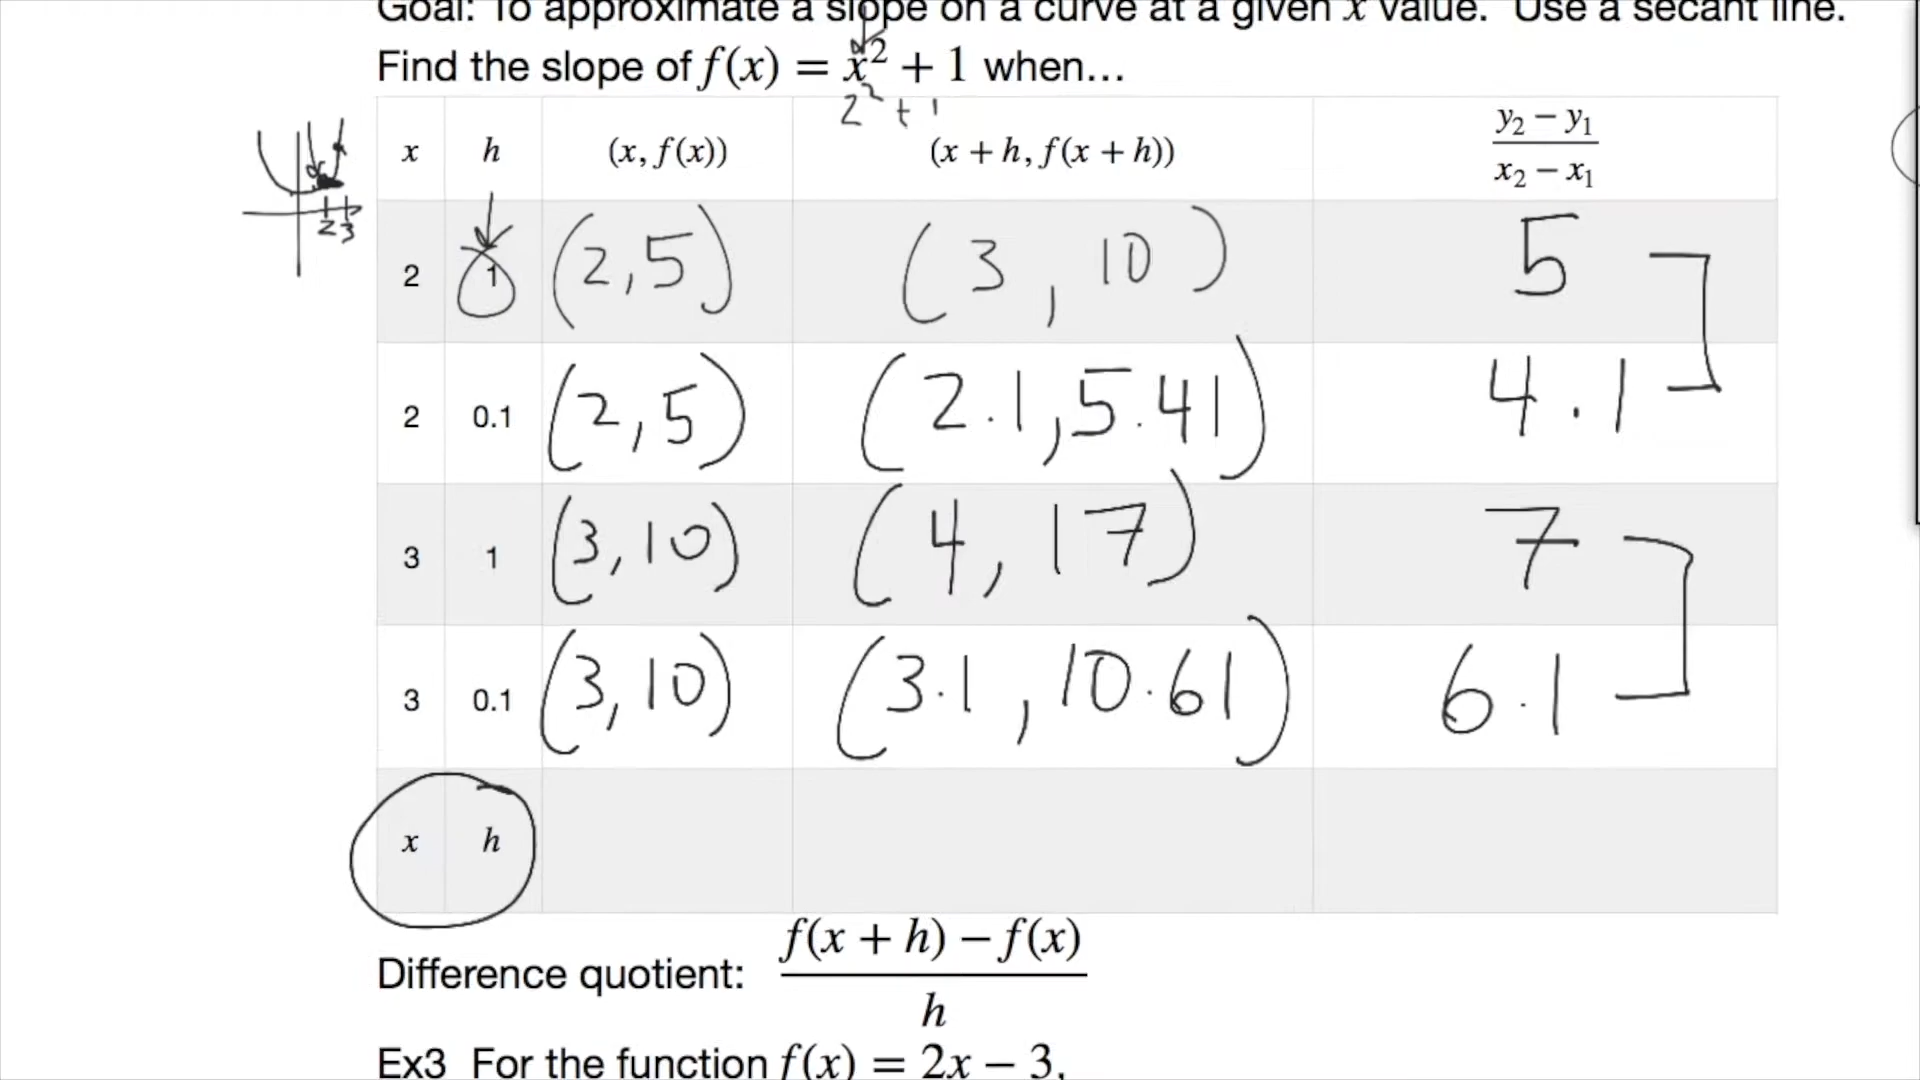 Goal: To approximate a slope on a curve at a given x value. Use a secant line.
Find the slope of f(x) = x² + 1 when...
2² + 1
x h (x, f(x)) (x + h, f(x + h)) y₂ − y₁ / x₂ − x₁
2 3
2 1 (2,5) (3, 10) 5
2 0.1 (2,5) (2.1,5.41) 4.1
3 1 (3,10) (4, 17) 7
3 0.1 (3,10) (3.1, 10.61) 6.1
x h
Difference quotient: f(x + h) − f(x) / h
Ex3 For the function f(x) = 2x − 3,